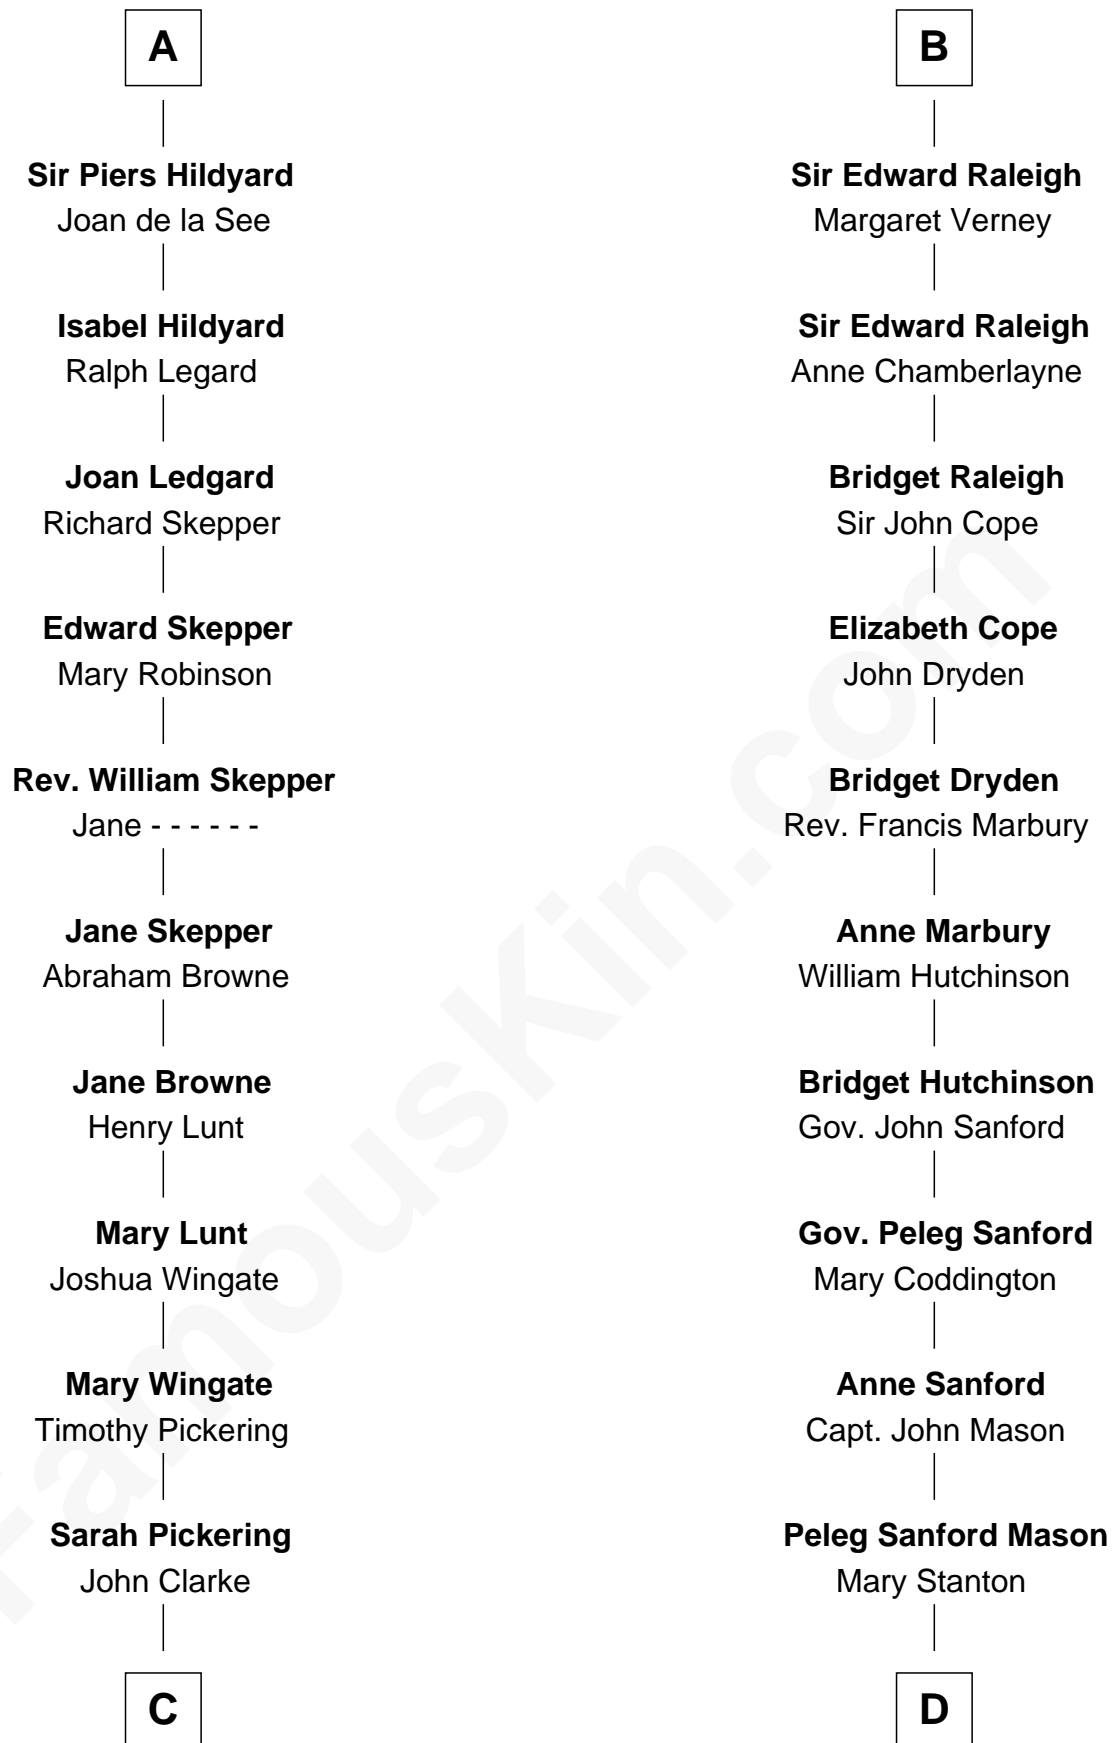 A
Sir Piers Hildyard
Joan de la See
Isabel Hildyard
Ralph Legard
Joan Ledgard
Richard Skepper
Edward Skepper
Mary Robinson
Rev. William Skepper
Jane - - - - - -
Jane Skepper
Abraham Browne
Jane Browne
Henry Lunt
Mary Lunt
Joshua Wingate
Mary Wingate
Timothy Pickering
Sarah Pickering
John Clarke
C
B
Sir Edward Raleigh
Margaret Verney
Sir Edward Raleigh
Anne Chamberlayne
Bridget Raleigh
Sir John Cope
Elizabeth Cope
John Dryden
Bridget Dryden
Rev. Francis Marbury
Anne Marbury
William Hutchinson
Bridget Hutchinson
Gov. John Sanford
Gov. Peleg Sanford
Mary Coddington
Anne Sanford
Capt. John Mason
Peleg Sanford Mason
Mary Stanton
D
FamousKin.com